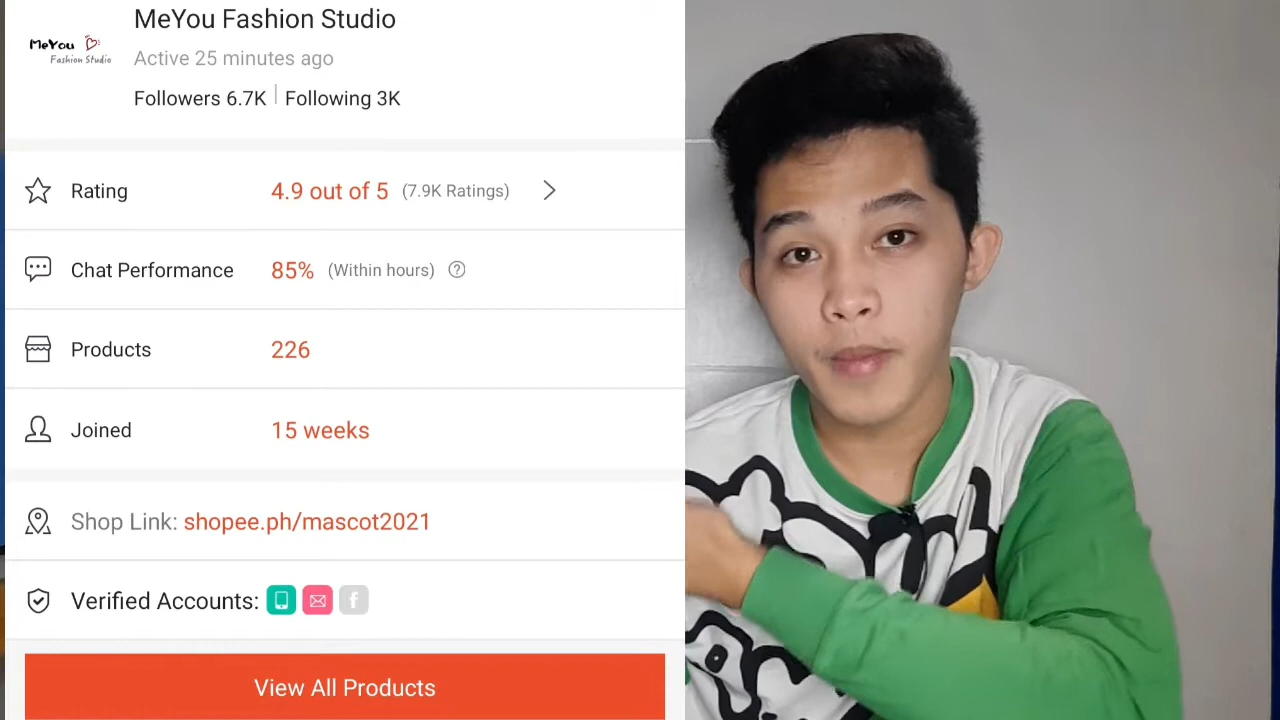 MeYou Fashion Studio
MeYou
Fashion Studio
Active 25 minutes ago
Followers 6.7K Following 3K
Rating 4.9 out of 5 (7.9K Ratings)
Chat Performance 85% (Within hours) ?
Products 226
Joined 15 weeks
Shop Link: shopee.ph/mascot2021
Verified Accounts: f
View All Products